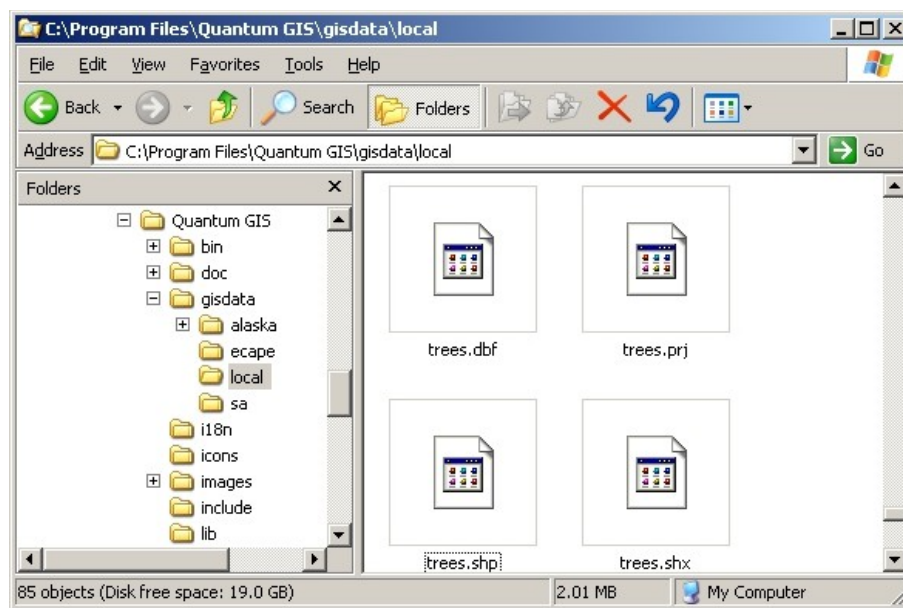 C:\Program Files\Quantum GIS\gisdata\local
File Edit View Favorites Tools Help
Back Search Folders
Address C:\Program Files\Quantum GIS\gisdata\local Go
Folders
Quantum GIS
bin
doc
gisdata
alaska
ecape
local
sa
i18n
icons
images
include
lib
trees.dbf trees.prj
trees.shp trees.shx
85 objects (Disk free space: 19.0 GB) 2.01 MB My Computer